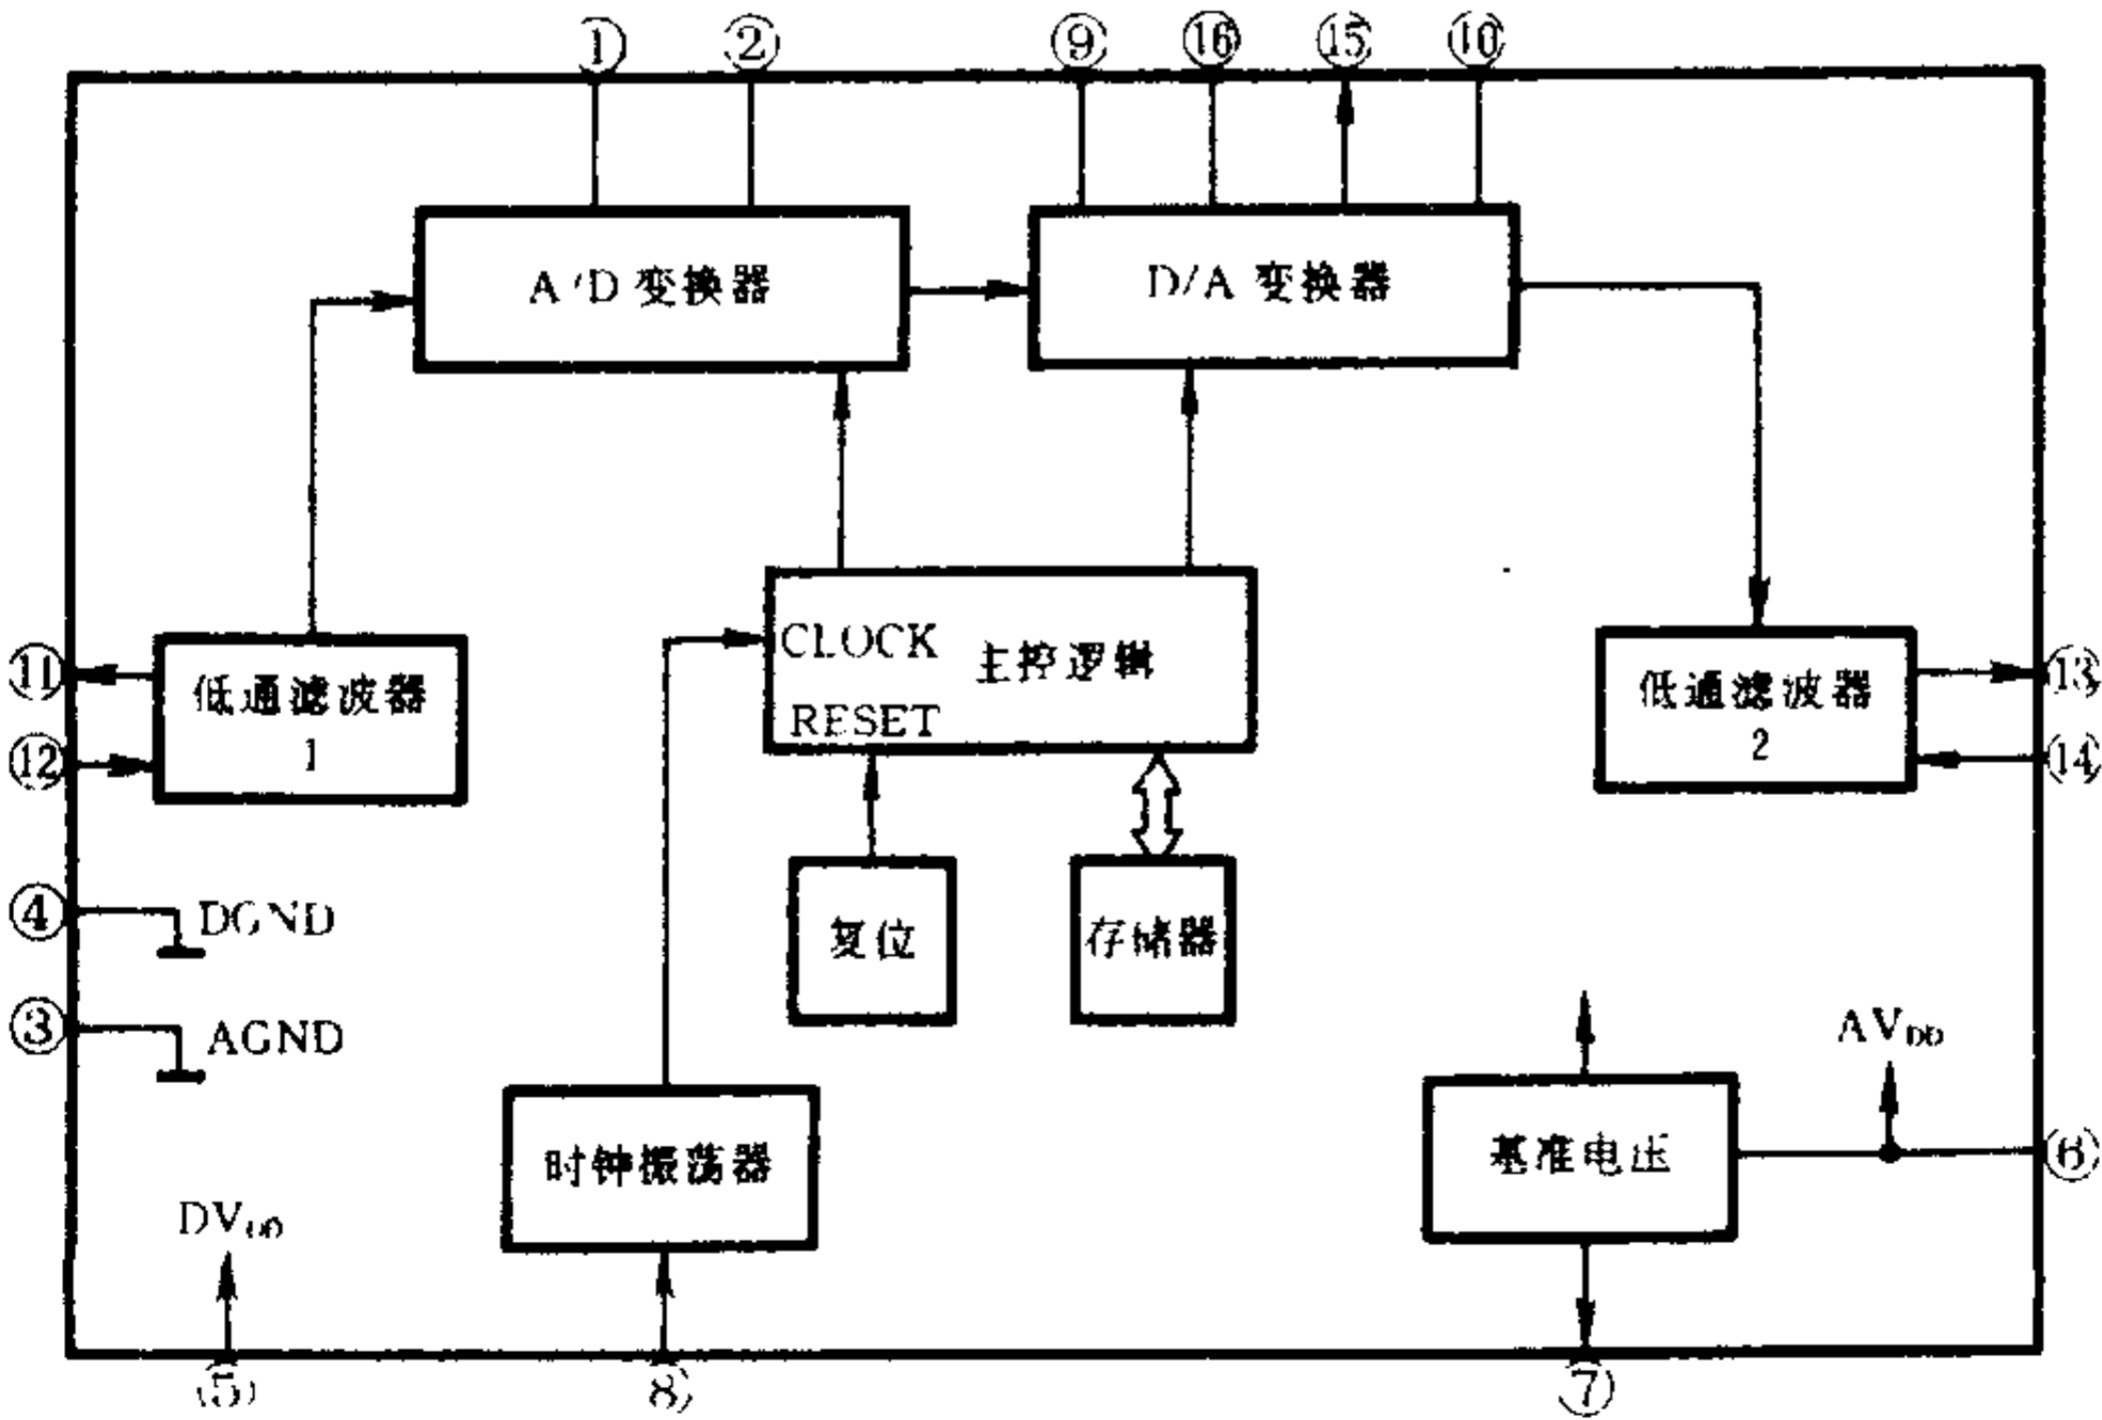 ① ② ⑨ ⑯ ⑮ ⑩
A/D 变换器
D/A 变换器
CLOCK
主控逻辑
RESET
⑪
低通滤波器
1
⑫
低通滤波器
2
⑬
⑭
④
DGND
复位
存储器
③
AGND
AV_DD
时钟振荡器
基准电压
⑥
DV_DD
⑤ ⑧ ⑦